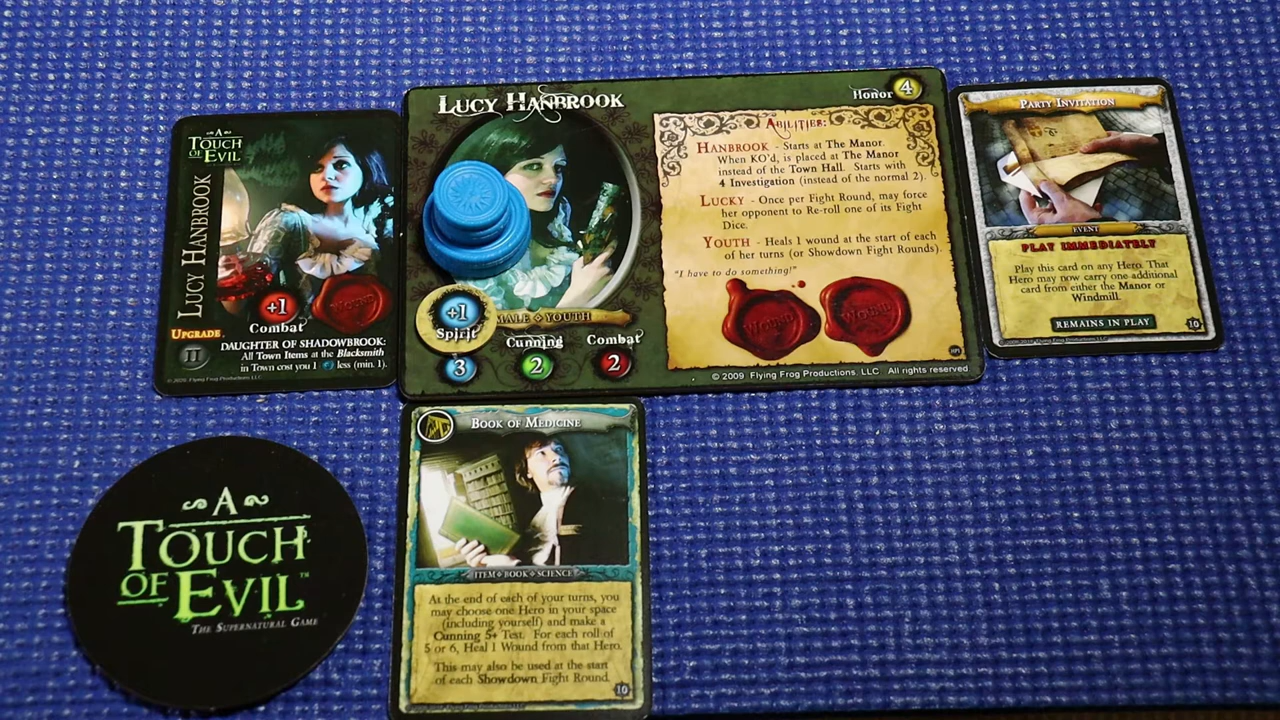 A
TOUCH
OF EVIL
LUCY HANBROOK
+1
Combat
WOUND
UPGRADE
II
DAUGHTER OF SHADOWBROOK:
All Town Items at the Blacksmith
in Town cost you 1 less (min. 1).
© 2020. Flying Frog Productions LLC
LUCY HANBROOK
Honor 4
+1
Spirit
3
MALE YOUTH
Cunning
2
Combat
2
ABILITIES:
HANBROOK - Starts at The Manor.
When KO'd, is placed at The Manor
instead of the Town Hall. Starts with
4 Investigation (instead of the normal 2).
LUCKY - Once per Fight Round, may force
her opponent to Re-roll one of its Fight
Dice.
YOUTH - Heals 1 wound at the start of each
of her turns (or Showdown Fight Rounds).
"I have to do something!"
WOUND
WOUND
© 2009 Flying Frog Productions, LLC. All rights reserved
PARTY INVITATION
EVENT
PLAY IMMEDIATELY
Play this card on any Hero. That
Hero may now carry one additional
card from either the Manor or
Windmill.
REMAINS IN PLAY
10
A
TOUCH
OF EVIL™
THE SUPERNATURAL GAME
BOOK OF MEDICINE
ITEM BOOK SCIENCE
At the end of each of your turns, you
may choose one Hero in your space
(including yourself) and make a
Cunning 5+ Test. For each roll of
5 or 6, Heal 1 Wound from that Hero.
This may also be used at the start
of each Showdown Fight Round.
10